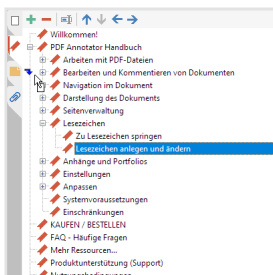 Willkommen!
PDF Annotator Handbuch
Arbeiten mit PDF-Dateien
Bearbeiten und Kommentieren von Dokumenten
Navigation im Dokument
Darstellung des Dokuments
Seitenverwaltung
Lesezeichen
Zu Lesezeichen springen
Lesezeichen anlegen und ändern
Anhänge und Portfolios
Einstellungen
Anpassen
Systemvoraussetzungen
Einschränkungen
KAUFEN / BESTELLEN
FAQ - Häufige Fragen
Mehr Ressourcen...
Produktunterstützung (Support)
Nutzungsbedingungen